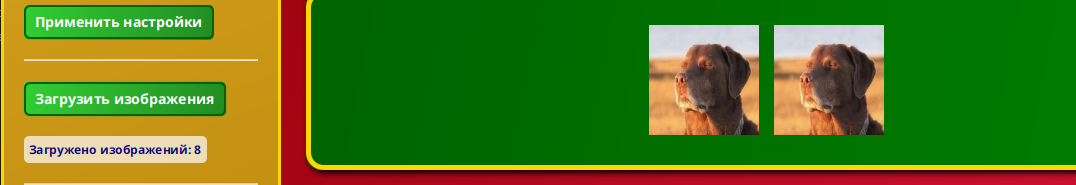 Применить настройки
Загрузить изображения
Загружено изображений: 8